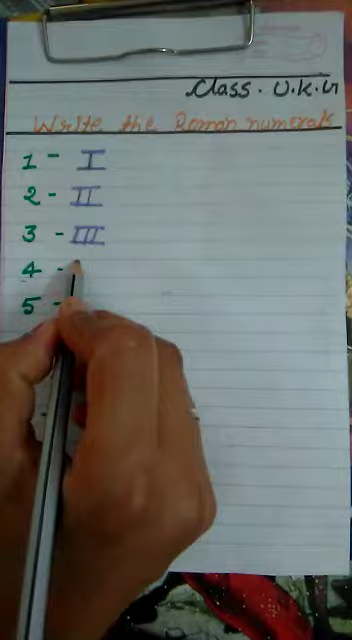 Class. U.K.G
Write the Roman numerals
1 - I
2 - II
3 - III
4 -
5 -